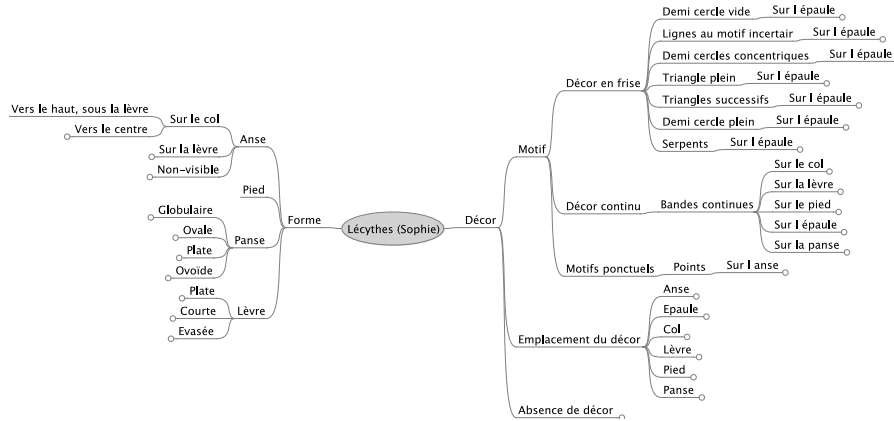 Lécythes (Sophie)
Forme
Anse
Sur le col
Vers le haut, sous la lèvre
Vers le centre
Sur la lèvre
Non-visible
Pied
Panse
Globulaire
Ovale
Plate
Ovoïde
Lèvre
Plate
Courte
Evasée
Décor
Motif
Décor en frise
Demi cercle vide
Sur l épaule
Lignes au motif incertair
Sur l épaule
Demi cercles concentriques
Sur l épaule
Triangle plein
Sur l épaule
Triangles successifs
Sur l épaule
Demi cercle plein
Sur l épaule
Serpents
Sur l épaule
Décor continu
Bandes continues
Sur le col
Sur la lèvre
Sur le pied
Sur l épaule
Sur la panse
Motifs ponctuels
Points
Sur l anse
Emplacement du décor
Anse
Epaule
Col
Lèvre
Pied
Panse
Absence de décor